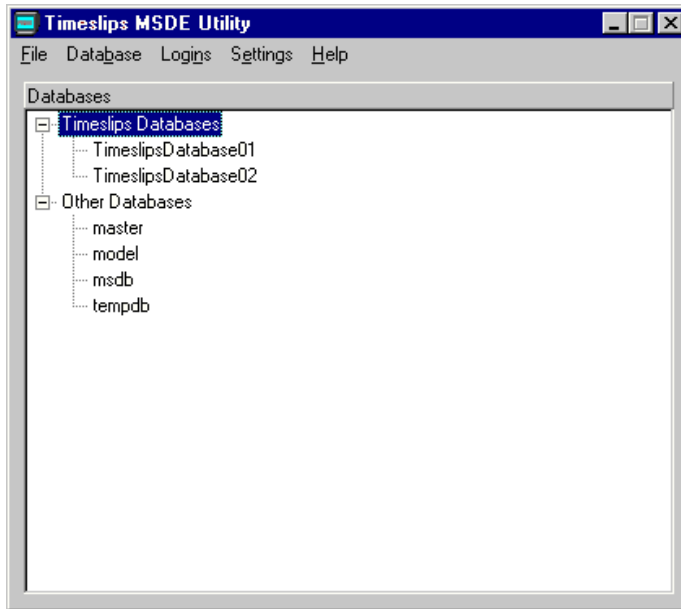 Timeslips MSDE Utility
File Database Logins Settings Help
Databases
Timeslips Databases
TimeslipsDatabase01
TimeslipsDatabase02
Other Databases
master
model
msdb
tempdb